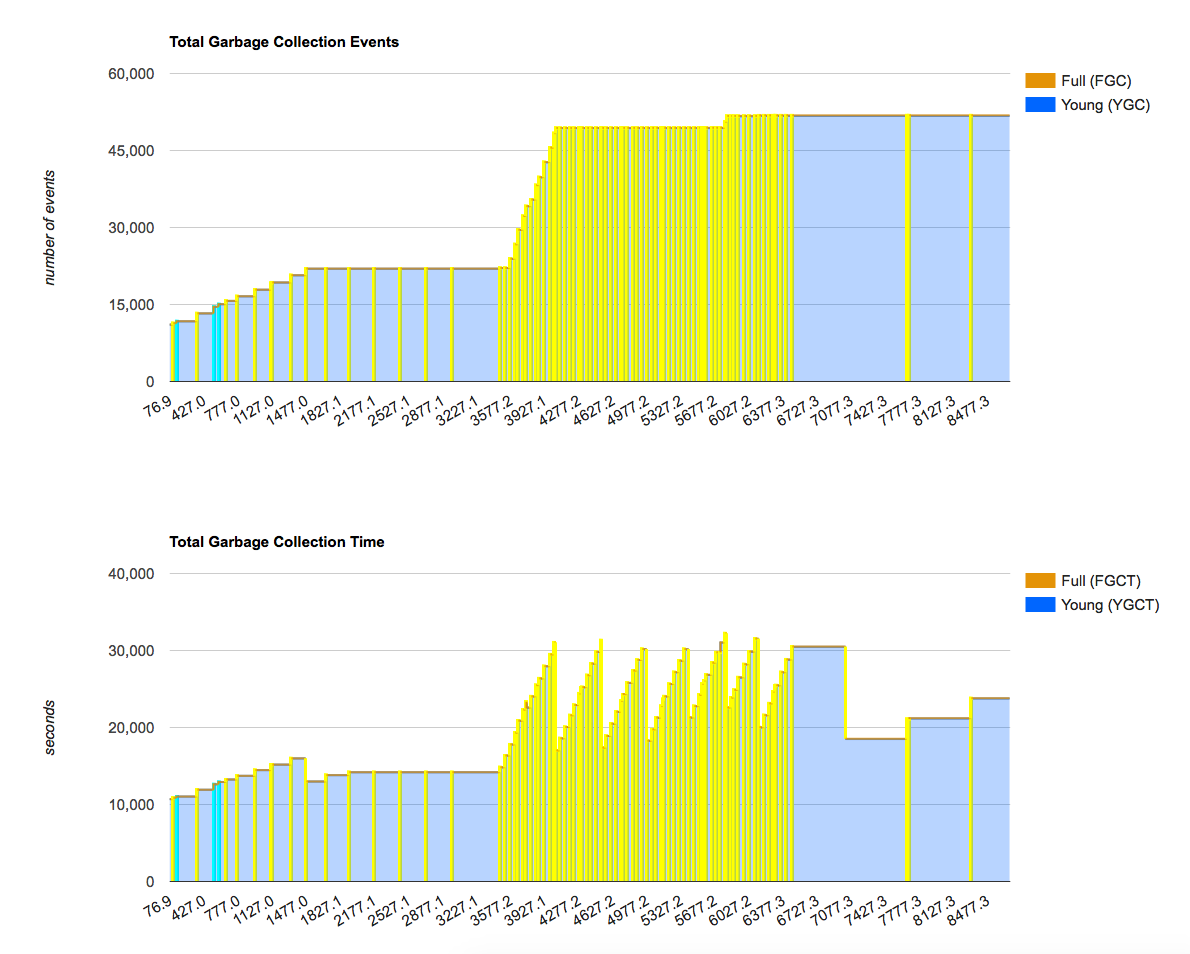 Total Garbage Collection Events
60,000
45,000
30,000
15,000
0
number of events
Full (FGC)
Young (YGC)
76.9 427.0 777.0 1127.0 1477.0 1827.1 2177.1 2527.1 2877.1 3227.1 3577.2 3927.1 4277.2 4627.2 4977.2 5327.2 5677.2 6027.2 6377.3 6727.3 7077.3 7427.3 7777.3 8127.3 8477.3
Total Garbage Collection Time
40,000
30,000
20,000
10,000
0
seconds
Full (FGCT)
Young (YGCT)
76.9 427.0 777.0 1127.0 1477.0 1827.1 2177.1 2527.1 2877.1 3227.1 3577.2 3927.1 4277.2 4627.2 4977.2 5327.2 5677.2 6027.2 6377.3 6727.3 7077.3 7427.3 7777.3 8127.3 8477.3